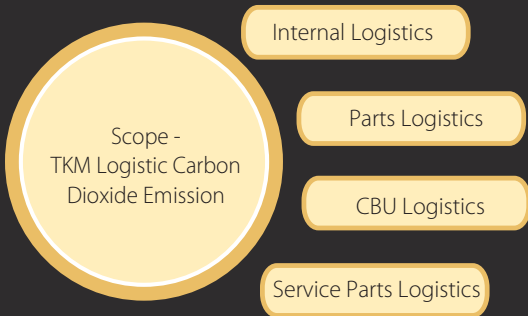 Scope -
TKM Logistic Carbon
Dioxide Emission
Internal Logistics
Parts Logistics
CBU Logistics
Service Parts Logistics